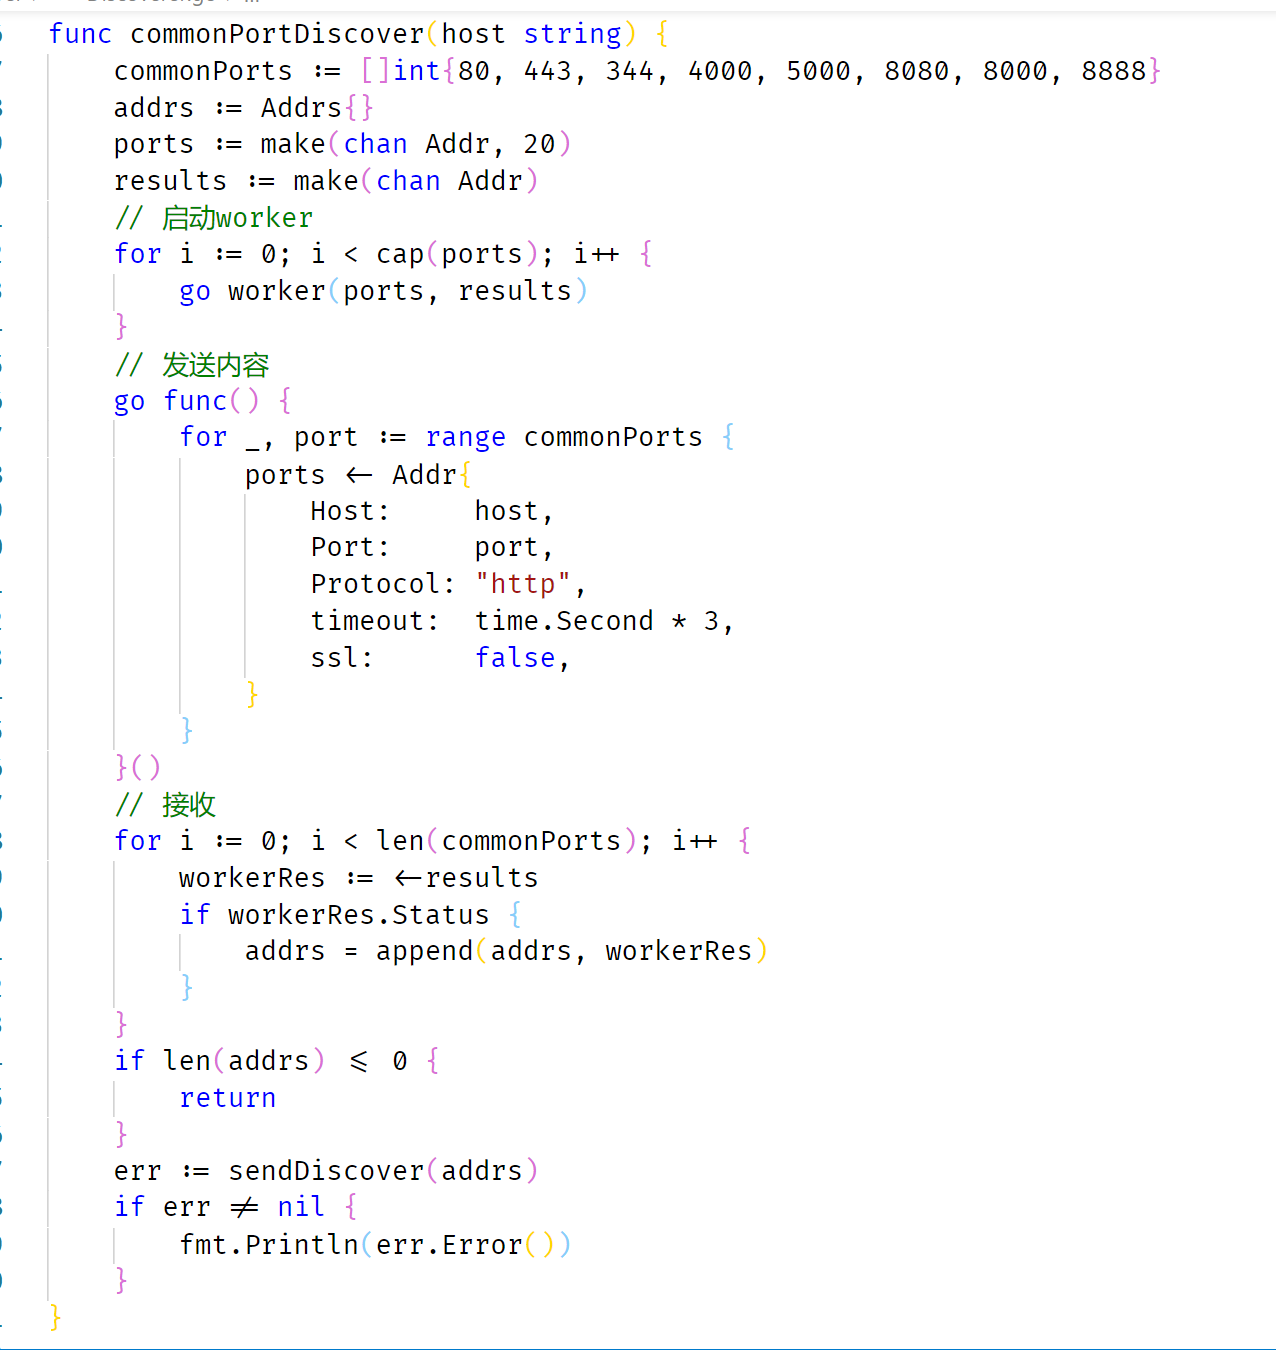 func commonPortDiscover(host string) {
    commonPorts := []int{80, 443, 344, 4000, 5000, 8080, 8000, 8888}
    addrs := Addrs{}
    ports := make(chan Addr, 20)
    results := make(chan Addr)
    // 启动worker
    for i := 0; i < cap(ports); i++ {
        go worker(ports, results)
    }
    // 发送内容
    go func() {
        for _, port := range commonPorts {
            ports <- Addr{
                Host:     host,
                Port:     port,
                Protocol: "http",
                timeout:  time.Second * 3,
                ssl:      false,
            }
        }
    }()
    // 接收
    for i := 0; i < len(commonPorts); i++ {
        workerRes := <-results
        if workerRes.Status {
            addrs = append(addrs, workerRes)
        }
    }
    if len(addrs) <= 0 {
        return
    }
    err := sendDiscover(addrs)
    if err != nil {
        fmt.Println(err.Error())
    }
}